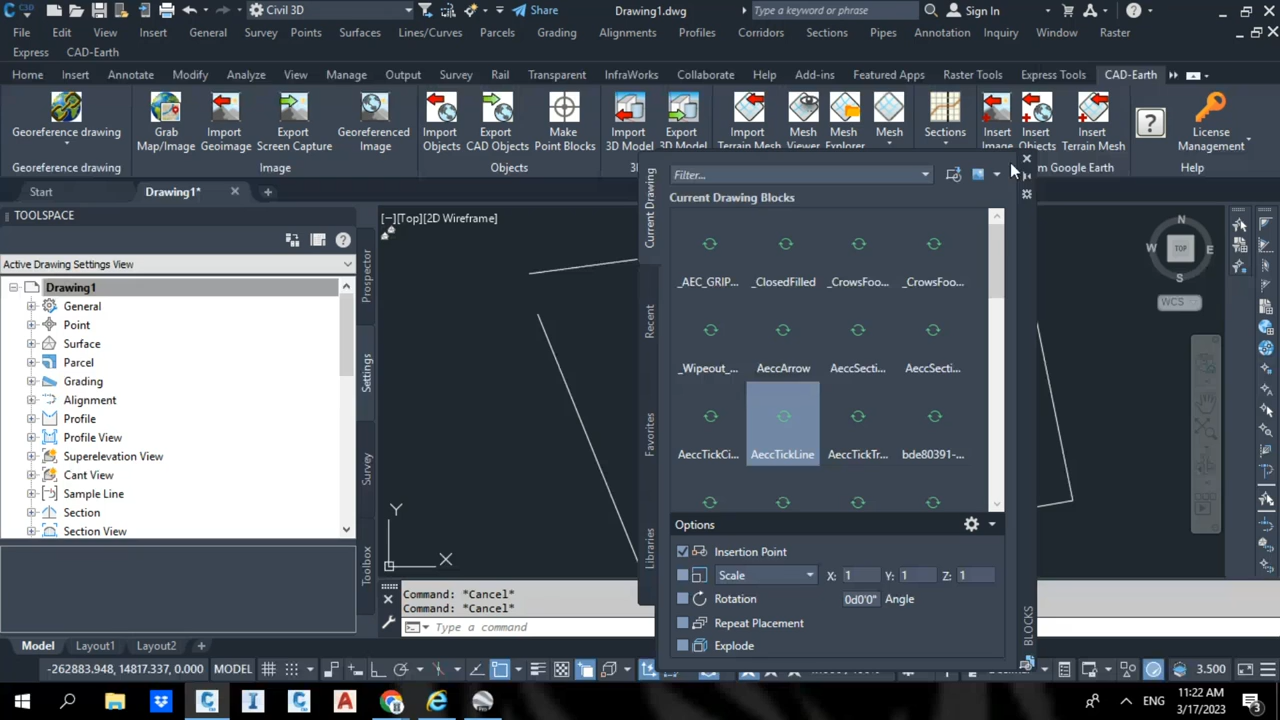 C3D Civil 3D Share Drawing1.dwg Type a keyword or phrase Sign In
File Edit View Insert General Survey Points Surfaces Lines/Curves Parcels Grading Alignments Profiles Corridors Sections Pipes Annotation Inquiry Window Raster
Express CAD-Earth
Home Insert Annotate Modify Analyze View Manage Output Survey Rail Transparent InfraWorks Collaborate Help Add-ins Featured Apps Raster Tools Express Tools CAD-Earth
Georeference drawing Grab Map/Image Import Geoimage Export Screen Capture Georeferenced Image Import Objects Export CAD Objects Make Point Blocks Import 3D Model Export 3D Model Import Terrain Mesh Mesh Viewer Mesh Explorer Mesh Sections Insert Image Insert Objects Insert Terrain Mesh License Management
Georeference drawing Image Objects Google Earth Help
Start Drawing1*
TOOLSPACE
Active Drawing Settings View
Drawing1
General
Point
Surface
Parcel
Grading
Alignment
Profile
Profile View
Superelevation View
Cant View
Sample Line
Section
Section View
Prospector
Settings
Survey
Toolbox
[−][Top][2D Wireframe]
Y
X
Current Drawing
Recent
Favorites
Libraries
Filter...
Current Drawing Blocks
_AEC_GRIP... _ClosedFilled _CrowsFoo... _CrowsFoo...
_Wipeout_... AeccArrow AeccSecti... AeccSecti...
AeccTickCi... AeccTickLine AeccTickTr... bde80391-...
Options
Insertion Point
Scale X: 1 Y: 1 Z: 1
Rotation 0d0'0" Angle
Repeat Placement
Explode
BLOCKS
N
W TOP E
S
WCS
Command: *Cancel*
Command: *Cancel*
Type a command
Model Layout1 Layout2
-262883.948, 14817.337, 0.000 MODEL 3.500
ENG 11:22 AM
3/17/2023
3